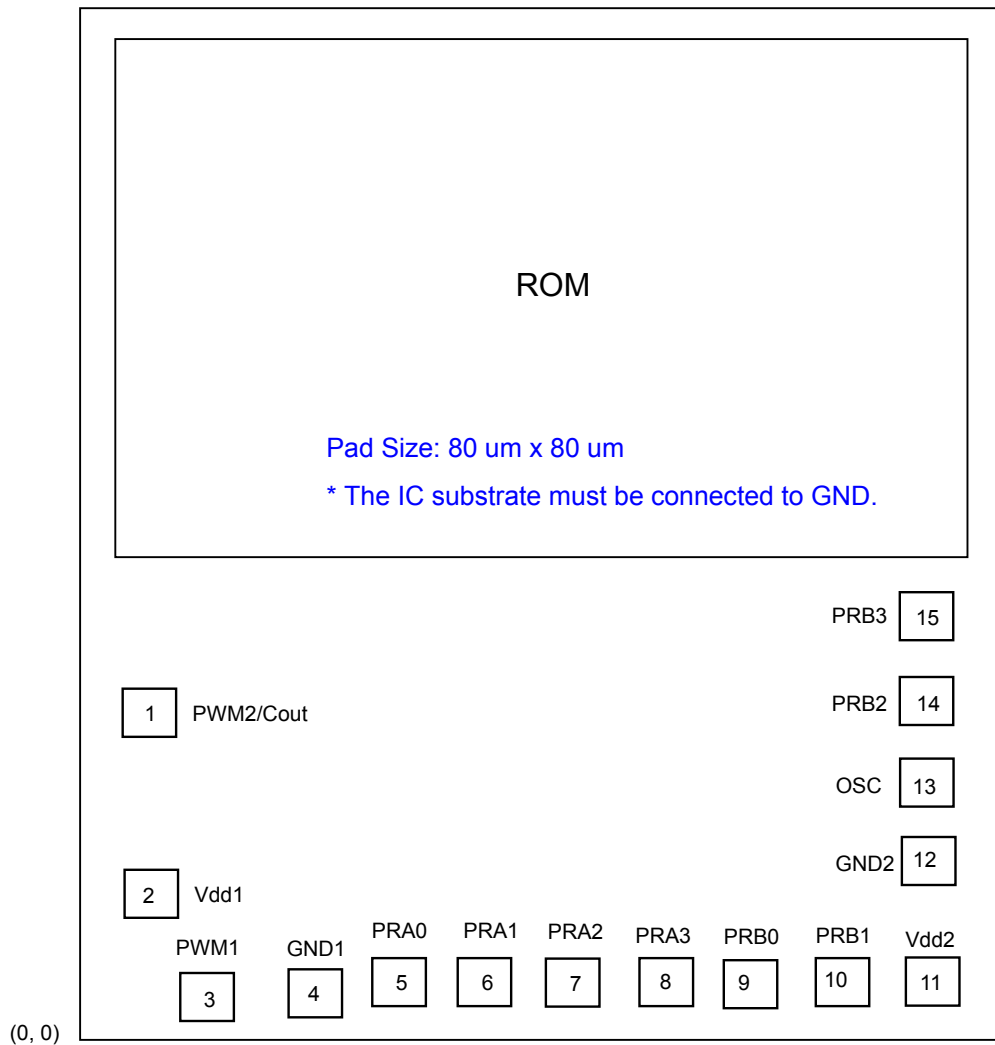 ROM
Pad Size: 80 um x 80 um
* The IC substrate must be connected to GND.
PRB3 15
1 PWM2/Cout
PRB2 14
OSC 13
GND2 12
2 Vdd1
PWM1 GND1 PRA0 PRA1 PRA2 PRA3 PRB0 PRB1 Vdd2
3 4 5 6 7 8 9 10 11
(0, 0)